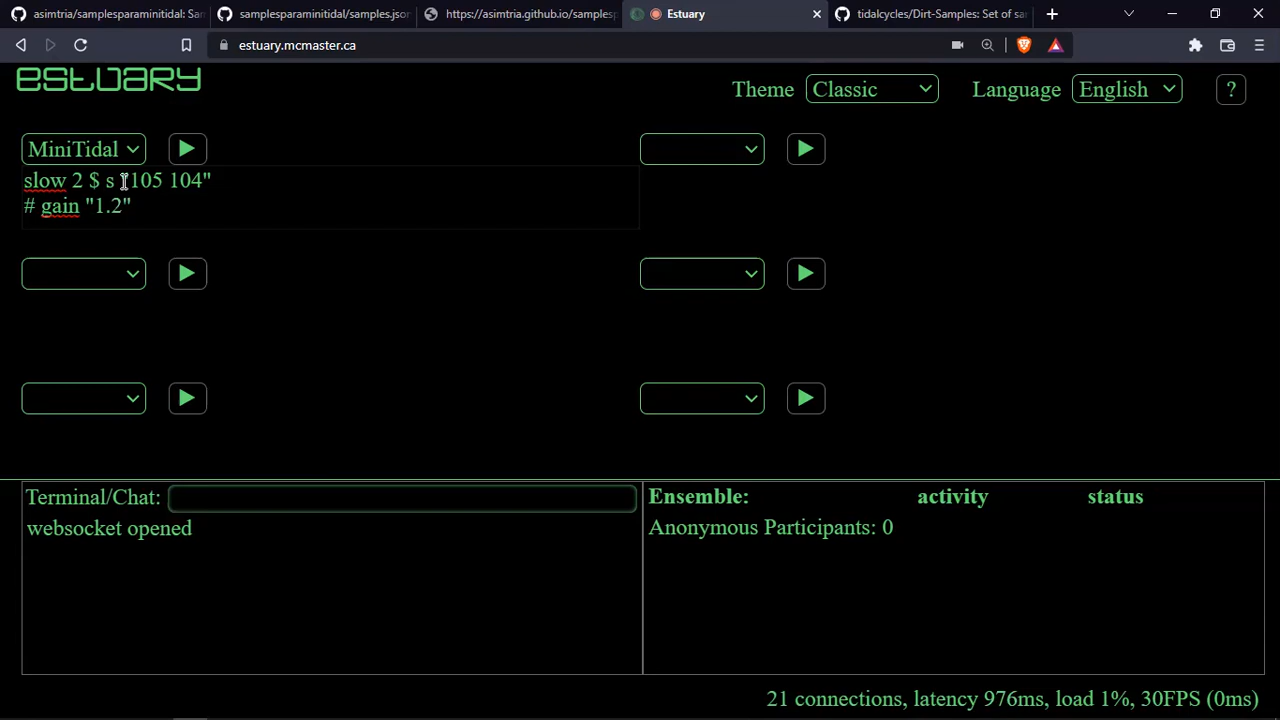 asimtria/samplesparaminitidal: Sa
samplesparaminitidal/samples.jso
https://asimtria.github.io/samples
Estuary
tidalcycles/Dirt-Samples: Set of sa
estuary.mcmaster.ca
estuary
Theme Classic Language English ?
MiniTidal
slow 2 $ s "105 104"
# gain "1.2"
Terminal/Chat:
websocket opened
Ensemble: activity status
Anonymous Participants: 0
21 connections, latency 976ms, load 1%, 30FPS (0ms)